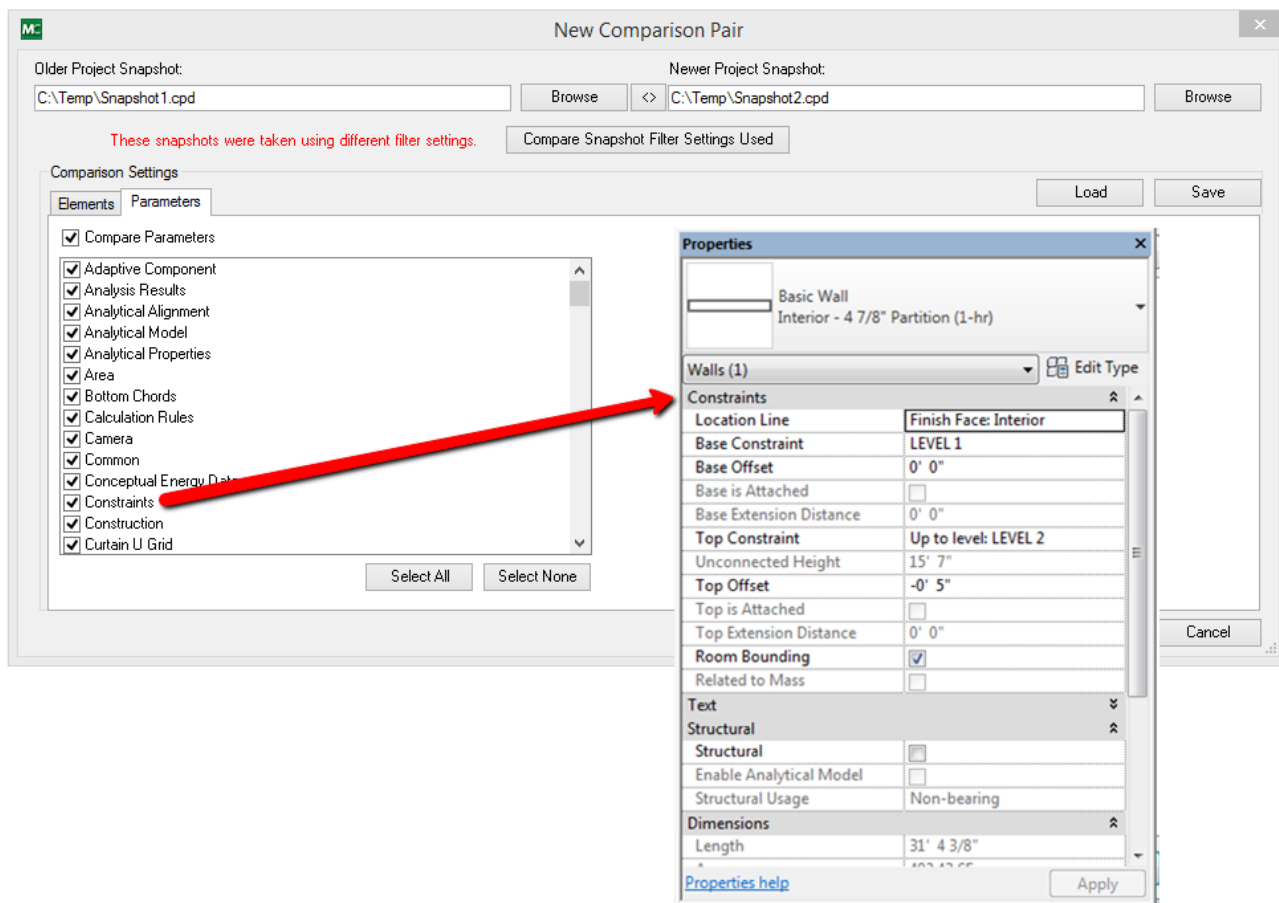 MC New Comparison Pair
Older Project Snapshot: Newer Project Snapshot:
C:\Temp\Snapshot1.cpd Browse <> C:\Temp\Snapshot2.cpd Browse
These snapshots were taken using different filter settings. Compare Snapshot Filter Settings Used
Comparison Settings
Load Save
Elements Parameters
Compare Parameters
Adaptive Component
Analysis Results
Analytical Alignment
Analytical Model
Analytical Properties
Area
Bottom Chords
Calculation Rules
Camera
Common
Conceptual Energy Data
Constraints
Construction
Curtain U Grid
Select All Select None
Cancel
Properties
Basic Wall
Interior - 4 7/8" Partition (1-hr)
Walls (1) Edit Type
Constraints
Location Line Finish Face: Interior
Base Constraint LEVEL 1
Base Offset 0' 0"
Base is Attached
Base Extension Distance 0' 0"
Top Constraint Up to level: LEVEL 2
Unconnected Height 15' 7"
Top Offset -0' 5"
Top is Attached
Top Extension Distance 0' 0"
Room Bounding
Related to Mass
Text
Structural
Structural
Enable Analytical Model
Structural Usage Non-bearing
Dimensions
Length 31' 4 3/8"
Properties help Apply